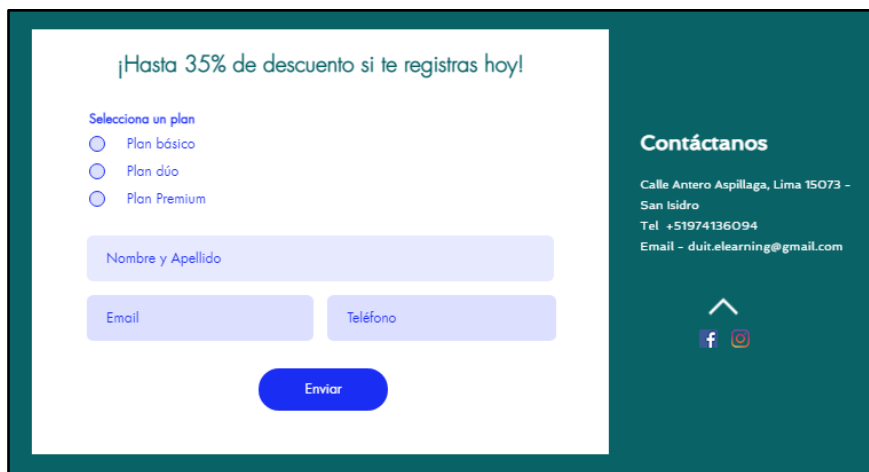 ¡Hasta 35% de descuento si te registras hoy!
Selecciona un plan
Plan básico
Plan dúo
Plan Premium
Nombre y Apellido
Email
Teléfono
Enviar
Contáctanos
Calle Antero Aspillaga, Lima 15073 -
San Isidro
Tel +51974136094
Email - duit.elearning@gmail.com